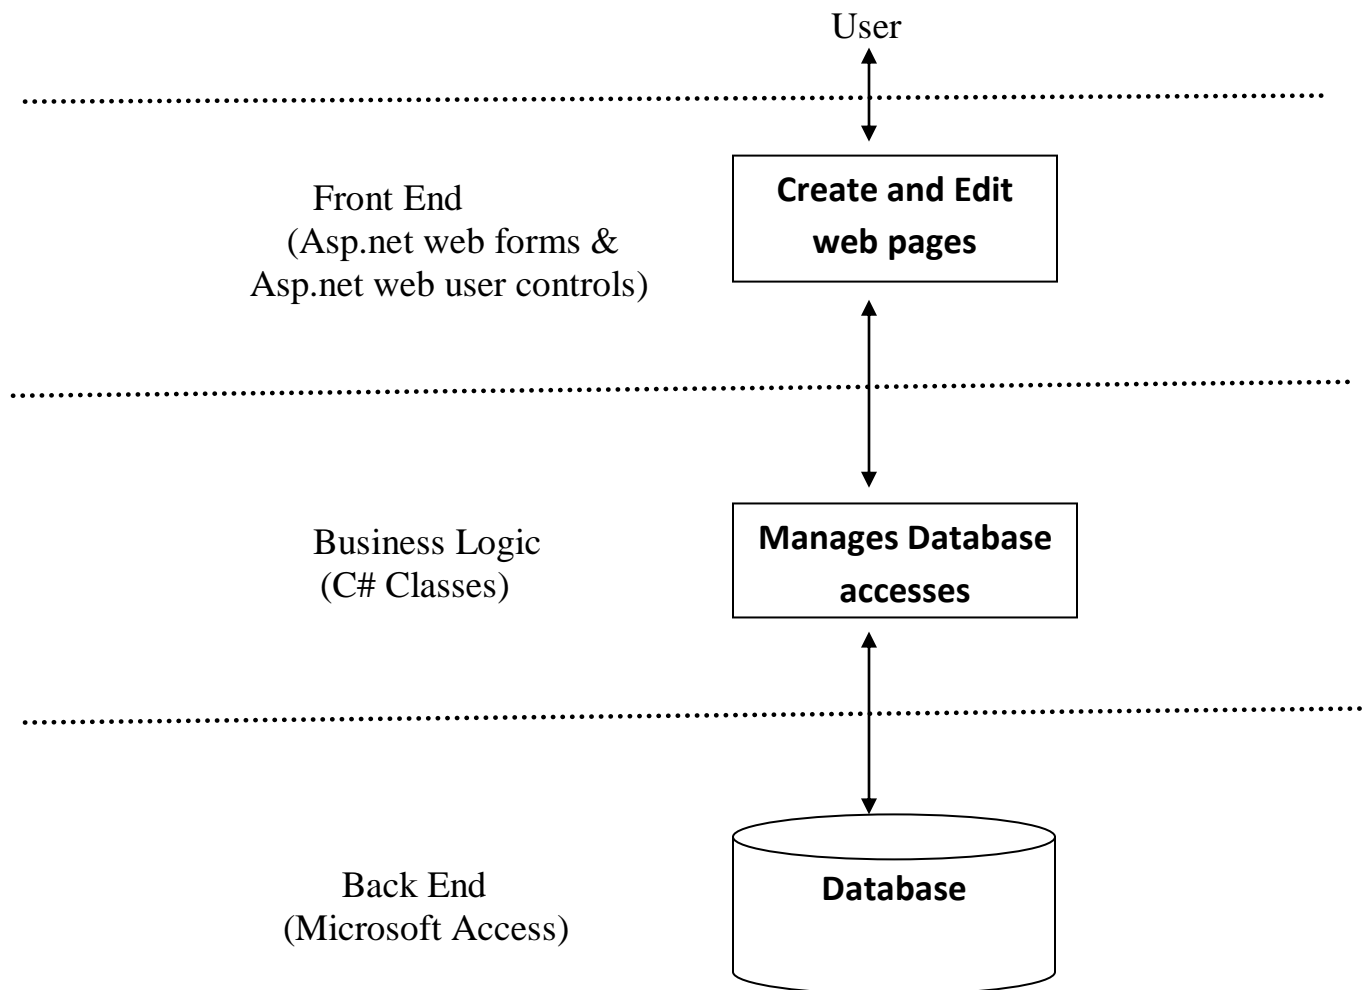 User
Front End
(Asp.net web forms &
Asp.net web user controls)
Create and Edit
web pages
Business Logic
(C# Classes)
Manages Database
accesses
Back End
(Microsoft Access)
Database